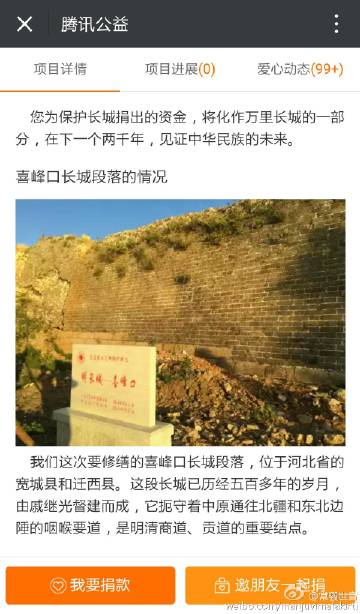 腾讯公益
项目详情
项目进展(0)
爱心动态(99+)
您为保护长城捐出的资金，将化作万里长城的一部
分，在下一个两千年，见证中华民族的未来。
喜峰口长城段落的情况
明长城 喜峰口
我们这次要修缮的喜峰口长城段落，位于河北省的
宽城县和迁西县。这段长城已历经五百多年的岁月，
由戚继光督建而成，它扼守着中原通往北疆和东北边
陲的咽喉要道，是明清商道、贡道的重要结点。
我要捐款
邀朋友一起捐